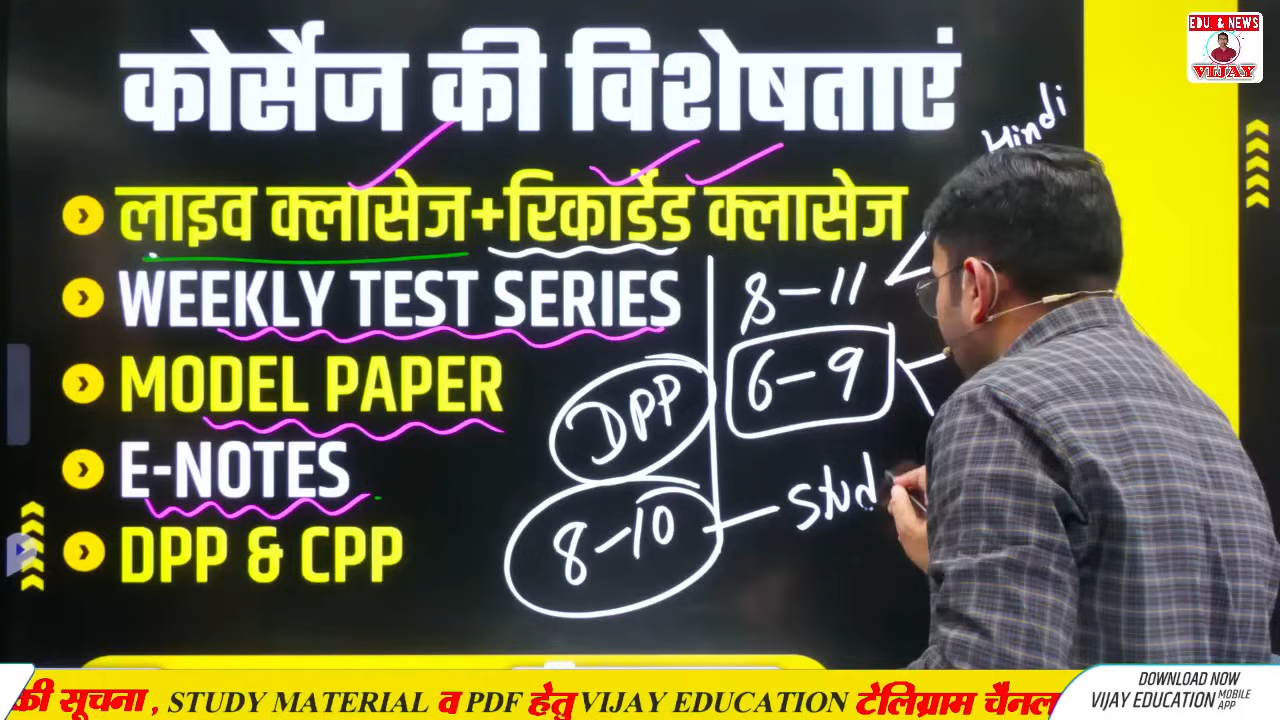 EDU. & NEWS
VIJAY
कोर्सेज की विशेषताएं
Hindi
लाइव क्लासेज+रिकॉर्डेड क्लासेज
WEEKLY TEST SERIES
8-11
MODEL PAPER
6-9
DPP
E-NOTES
Stud
8-10
DPP & CPP
की सूचना , STUDY MATERIAL व PDF हेतु VIJAY EDUCATION टेलिग्राम चैनल
DOWNLOAD NOW
VIJAY EDUCATION MOBILE APP